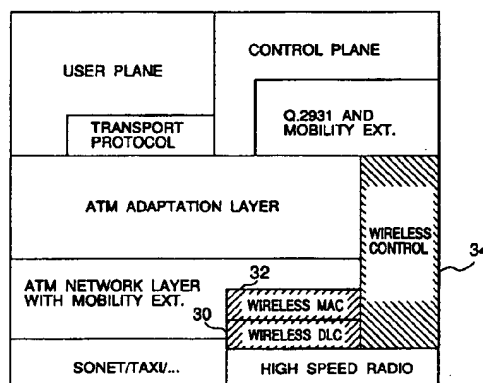 USER PLANE
CONTROL PLANE
TRANSPORT
PROTOCOL
Q.2931 AND
MOBILITY EXT.
ATM ADAPTATION LAYER
WIRELESS
CONTROL
34
ATM NETWORK LAYER
WITH MOBILITY EXT.
32
WIRELESS MAC
30
WIRELESS DLC
SONET/TAXI/...
HIGH SPEED RADIO